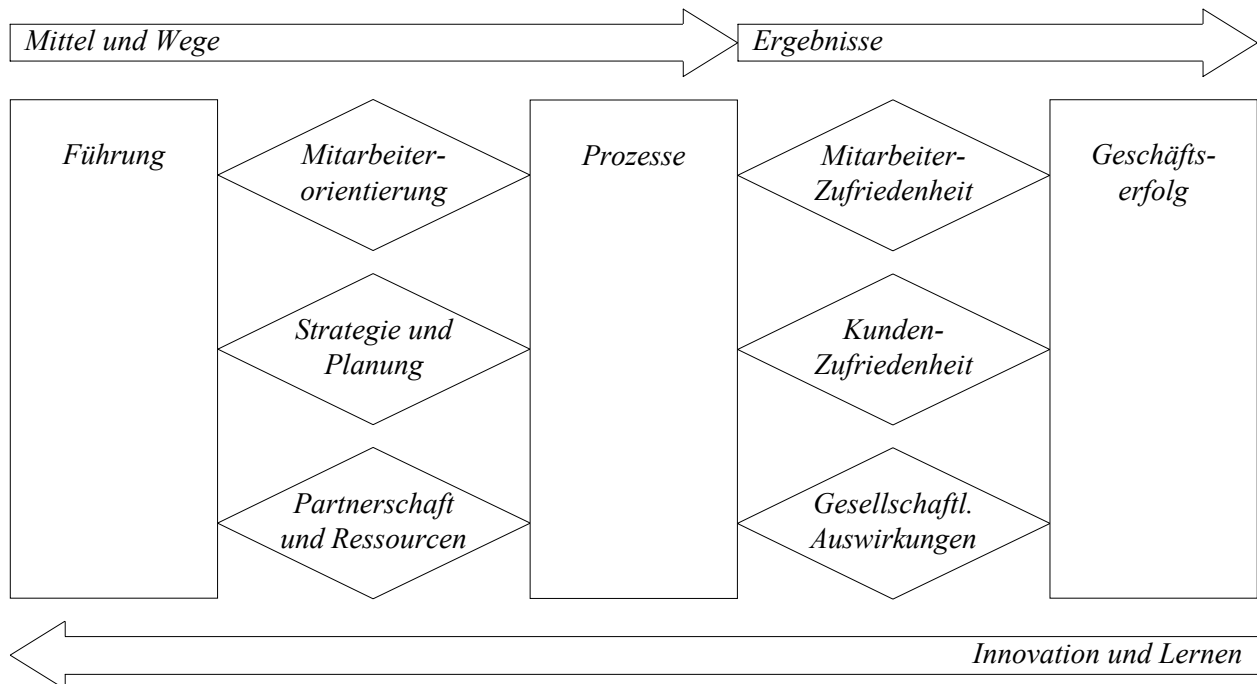 Mittel und Wege
Ergebnisse
Führung
Mitarbeiter-
orientierung
Prozesse
Mitarbeiter-
Zufriedenheit
Geschäfts-
erfolg
Strategie und
Planung
Kunden-
Zufriedenheit
Partnerschaft
und Ressourcen
Gesellschaftl.
Auswirkungen
Innovation und Lernen